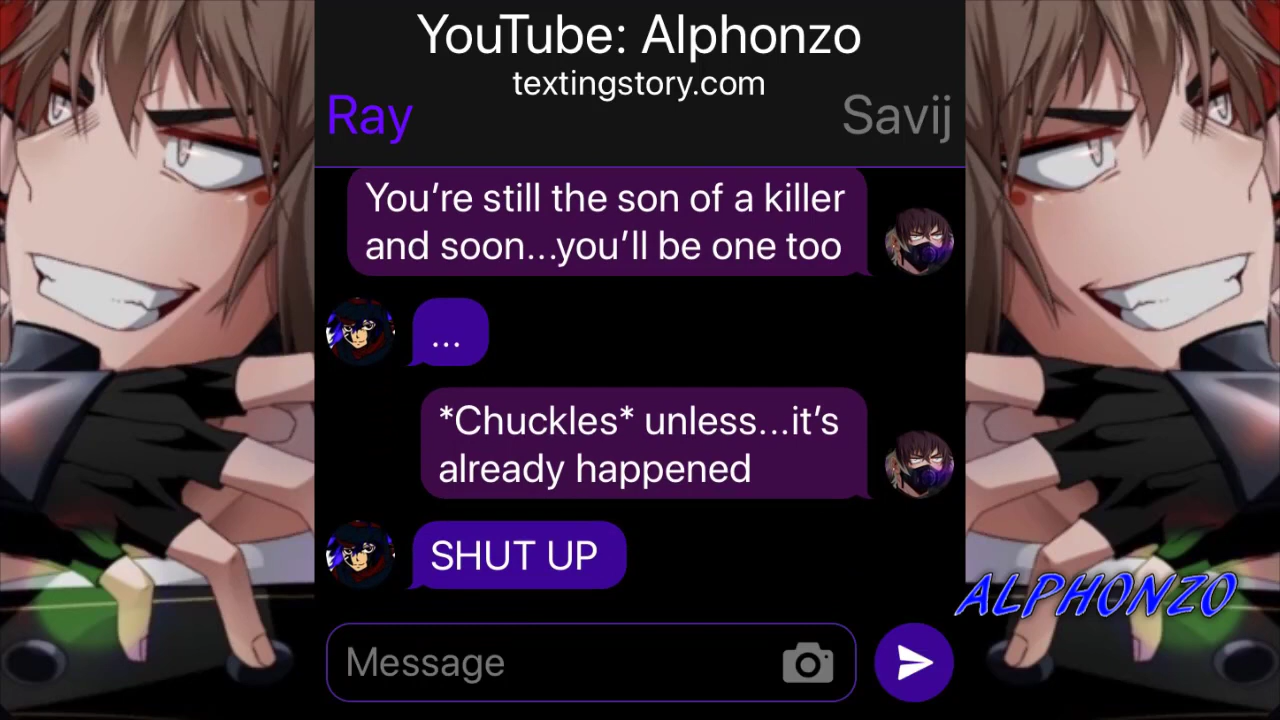 YouTube: Alphonzo
textingstory.com
Ray
Savij
You’re still the son of a killer
and soon...you’ll be one too
...
*Chuckles* unless...it’s
already happened
SHUT UP
ALPHONZO
Message